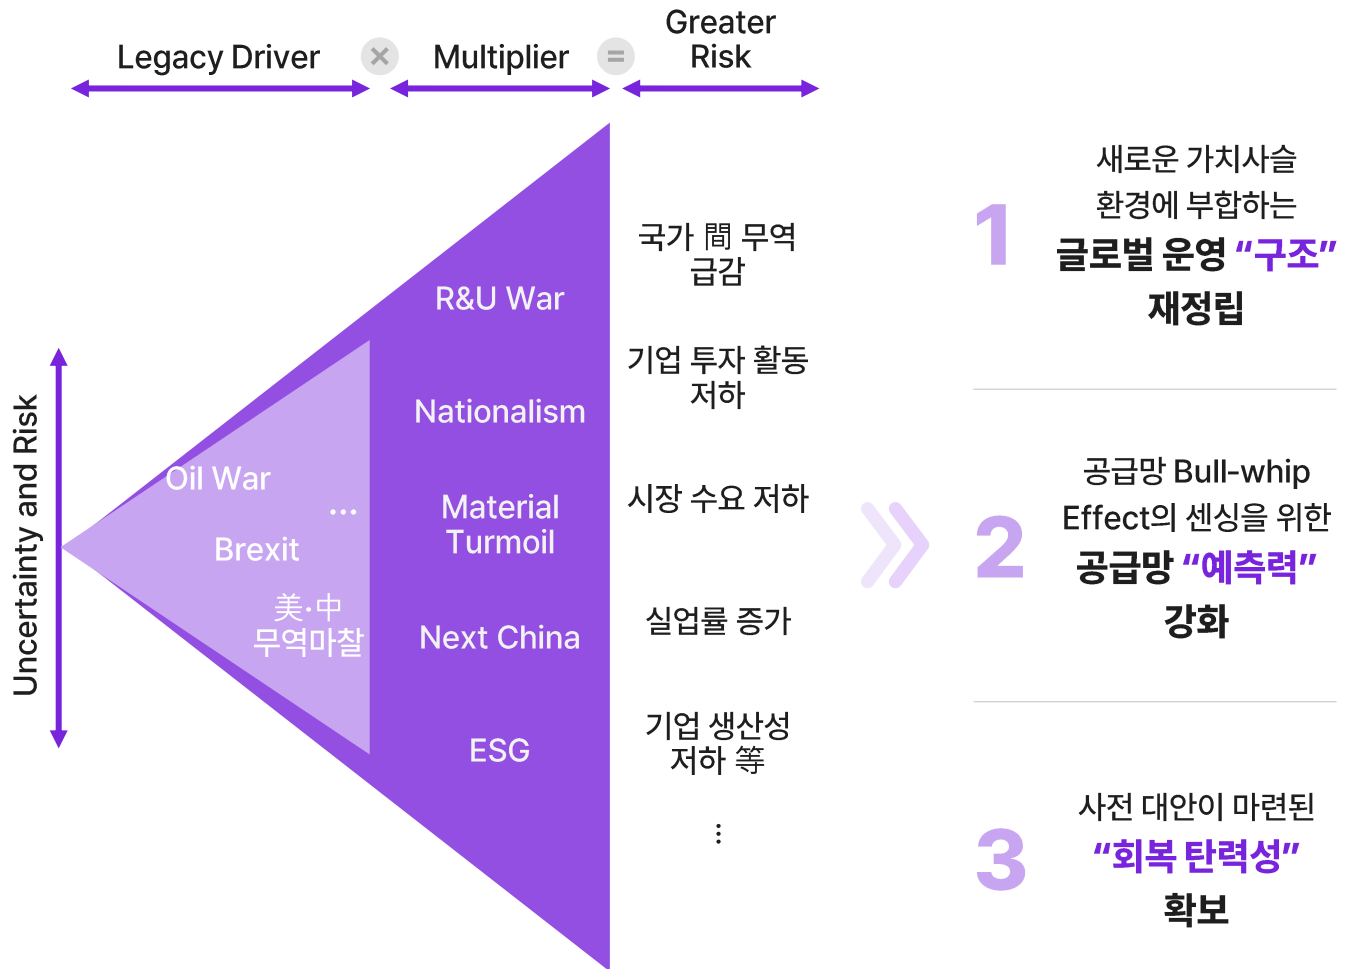 Legacy Driver × Multiplier = Greater
Risk
Uncertainty and Risk
Oil War
...
Brexit
美·中
무역마찰
R&U War
Nationalism
Material
Turmoil
Next China
ESG
국가 間 무역
급감
기업 투자 활동
저하
시장 수요 저하
실업률 증가
기업 생산성
저하 等
⋮
1
새로운 가치사슬
환경에 부합하는
글로벌 운영 “구조”
재정립
2
공급망 Bull-whip
Effect의 센싱을 위한
공급망 “예측력”
강화
3
사전 대안이 마련된
“회복 탄력성”
확보